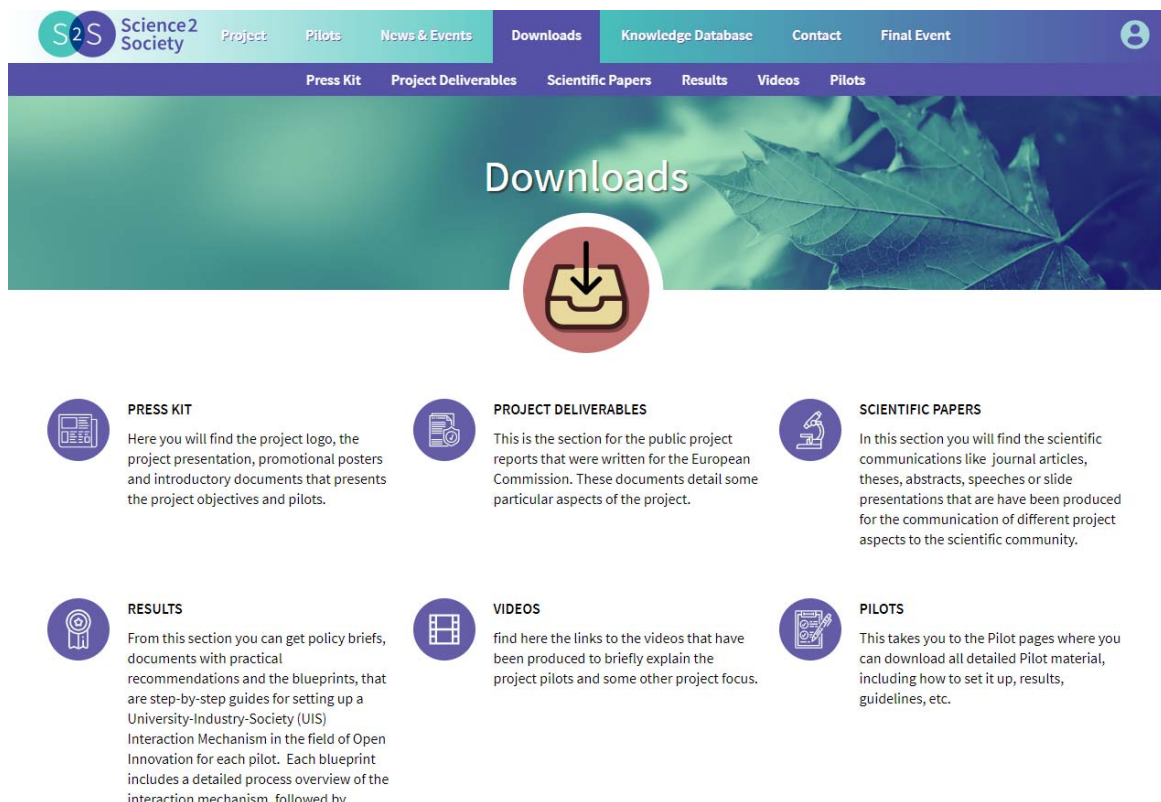 S2S Science2
Society
Project Pilots News & Events Downloads Knowledge Database Contact Final Event
Press Kit Project Deliverables Scientific Papers Results Videos Pilots
Downloads
PRESS KIT
Here you will find the project logo, the
project presentation, promotional posters
and introductory documents that presents
the project objectives and pilots.
PROJECT DELIVERABLES
This is the section for the public project
reports that were written for the European
Commission. These documents detail some
particular aspects of the project.
SCIENTIFIC PAPERS
In this section you will find the scientific
communications like journal articles,
theses, abstracts, speeches or slide
presentations that are have been produced
for the communication of different project
aspects to the scientific community.
RESULTS
From this section you can get policy briefs,
documents with practical
recommendations and the blueprints, that
are step-by-step guides for setting up a
University-Industry-Society (UIS)
Interaction Mechanism in the field of Open
Innovation for each pilot. Each blueprint
includes a detailed process overview of the
interaction mechanism, followed by
VIDEOS
find here the links to the videos that have
been produced to briefly explain the
project pilots and some other project focus.
PILOTS
This takes you to the Pilot pages where you
can download all detailed Pilot material,
including how to set it up, results,
guidelines, etc.